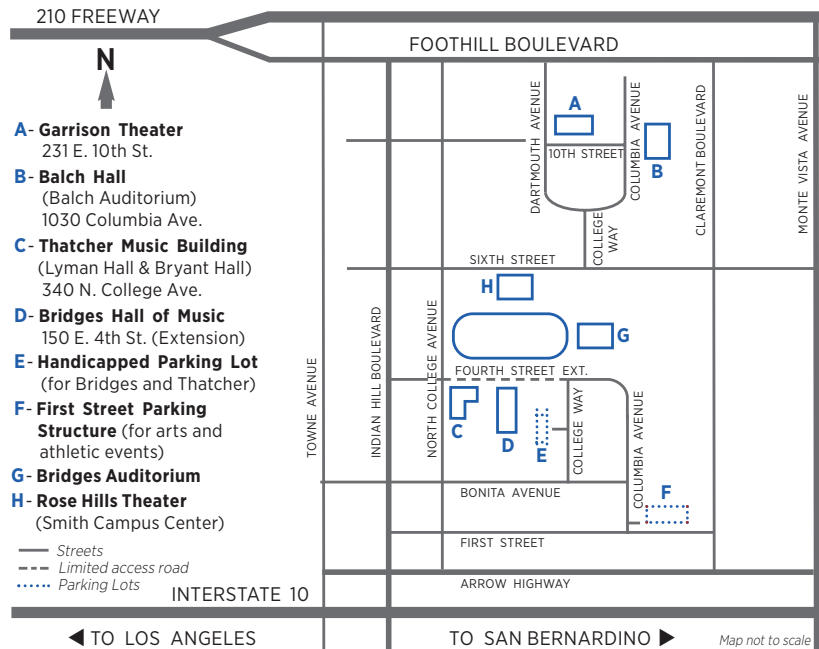 210 FREEWAY
FOOTHILL BOULEVARD
N
A- Garrison Theater
231 E. 10th St.
B- Balch Hall
(Balch Auditorium)
1030 Columbia Ave.
C- Thatcher Music Building
(Lyman Hall & Bryant Hall)
340 N. College Ave.
D- Bridges Hall of Music
150 E. 4th St. (Extension)
E- Handicapped Parking Lot
(for Bridges and Thatcher)
F- First Street Parking
Structure (for arts and
athletic events)
G- Bridges Auditorium
H- Rose Hills Theater
(Smith Campus Center)
Streets
Limited access road
Parking Lots
TOWNE AVENUE
INDIAN HILL BOULEVARD
NORTH COLLEGE AVENUE
DARTMOUTH AVENUE
A
10TH STREET
COLUMBIA AVENUE
B
CLAREMONT BOULEVARD
MONTE VISTA AVENUE
COLLEGE WAY
SIXTH STREET
H
G
FOURTH STREET EXT.
C
D
E
COLLEGE WAY
COLUMBIA AVENUE
F
BONITA AVENUE
FIRST STREET
ARROW HIGHWAY
INTERSTATE 10
◀ TO LOS ANGELES
TO SAN BERNARDINO ▶
Map not to scale